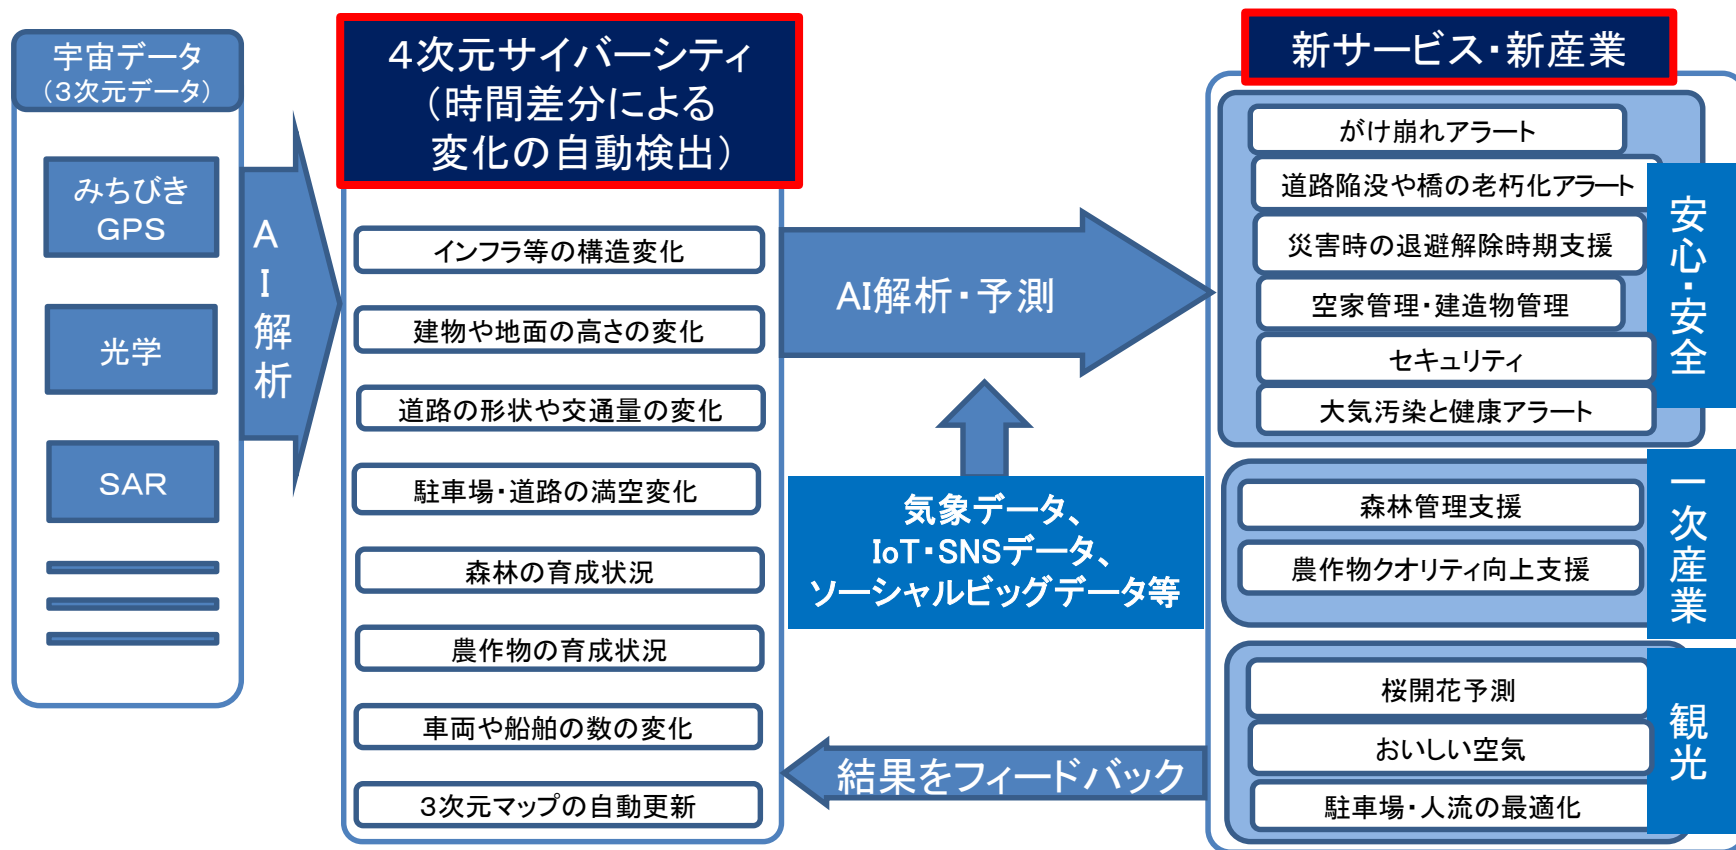 宇宙データ
（3次元データ）
みちびき
GPS
光学
SAR
AI解析
４次元サイバーシティ
（時間差分による
変化の自動検出）
インフラ等の構造変化
建物や地面の高さの変化
道路の形状や交通量の変化
駐車場・道路の満空変化
森林の育成状況
農作物の育成状況
車両や船舶の数の変化
3次元マップの自動更新
AI解析・予測
気象データ、
IoT・SNSデータ、
ソーシャルビッグデータ等
結果をフィードバック
新サービス・新産業
がけ崩れアラート
道路陥没や橋の老朽化アラート
災害時の退避解除時期支援
空家管理・建造物管理
セキュリティ
大気汚染と健康アラート
安心・安全
森林管理支援
農作物クオリティ向上支援
一次産業
桜開花予測
おいしい空気
駐車場・人流の最適化
観光